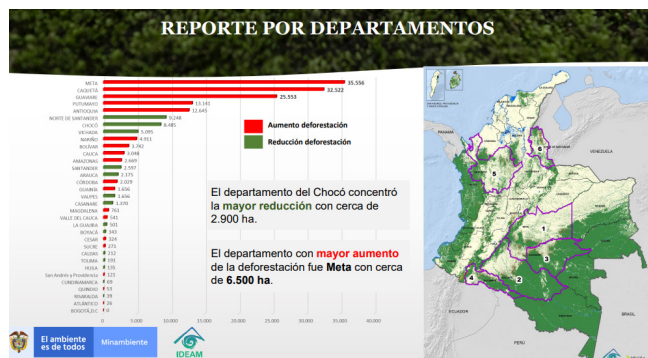 REPORTE POR DEPARTAMENTOS
META 35.556
CAQUETÁ 32.522
GUAVIARE 25.553
PUTUMAYO 13.141
ANTIOQUIA 12.645
NORTE DE SANTANDER 9.246
CHOCÓ 8.485
VICHADA 5.095
NARIÑO 4.911
BOLÍVAR 3.742
CAUCA 3.048
AMAZONAS 2.669
SANTANDER 2.597
ARAUCA 2.175
CÓRDOBA 2.029
GUAINÍA 1.656
VAUPÉS 1.656
CASANARE 1.370
MAGDALENA 761
VALLE DEL CAUCA 541
LA GUAJIRA 501
BOYACÁ 343
CESAR 324
SUCRE 271
CALDAS 212
TOLIMA 191
HUILA 135
San Andrés y Providencia 121
CUNDINAMARCA 69
QUINDÍO 53
RISARALDA 39
ATLÁNTICO 26
BOGOTÁ, D.C 0
0.000 5.000 10.000 15.000 20.000 25.000 30.000 35.000 40.000
Aumento deforestación
Reducción deforestación
El departamento del Chocó concentró
la mayor reducción con cerca de
2.900 ha.
El departamento con mayor aumento
de la deforestación fue Meta con cerca
de 6.500 ha.
PANAMÁ
VENEZUELA
ECUADOR
PERÚ
BRASIL
6
5
1
3
4
2
El ambiente
es de todos
Minambiente
IDEAM